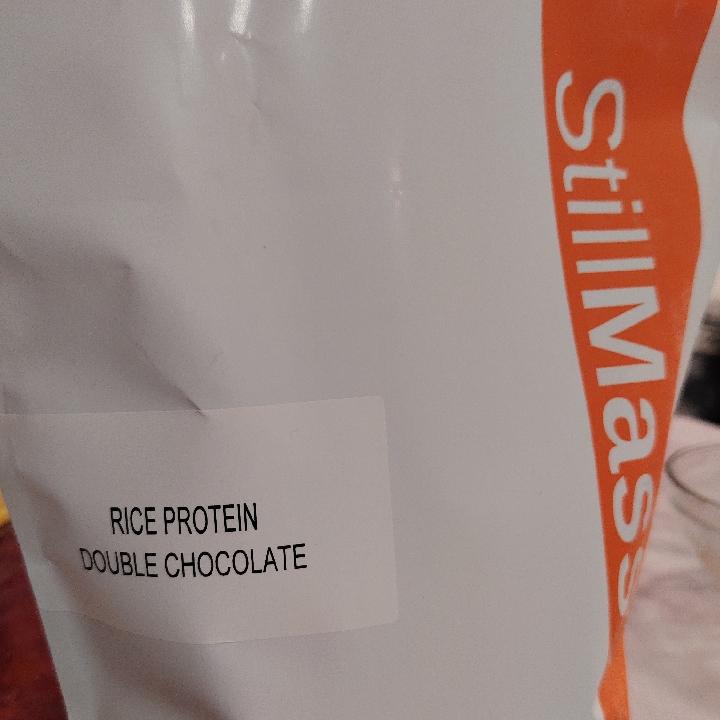 StillMass
RICE PROTEIN
DOUBLE CHOCOLATE